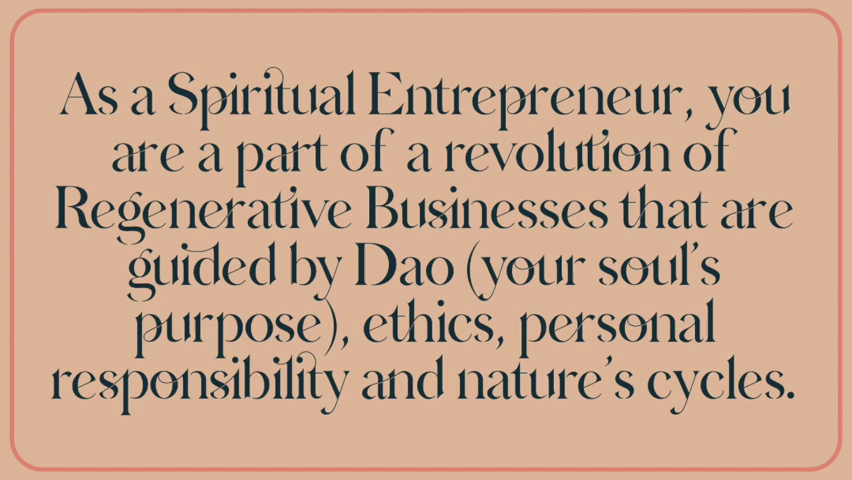 As a Spiritual Entrepreneur, you
are a part of a revolution of
Regenerative Businesses that are
guided by Dao (your soul's
purpose), ethics, personal
responsibility and nature's cycles.